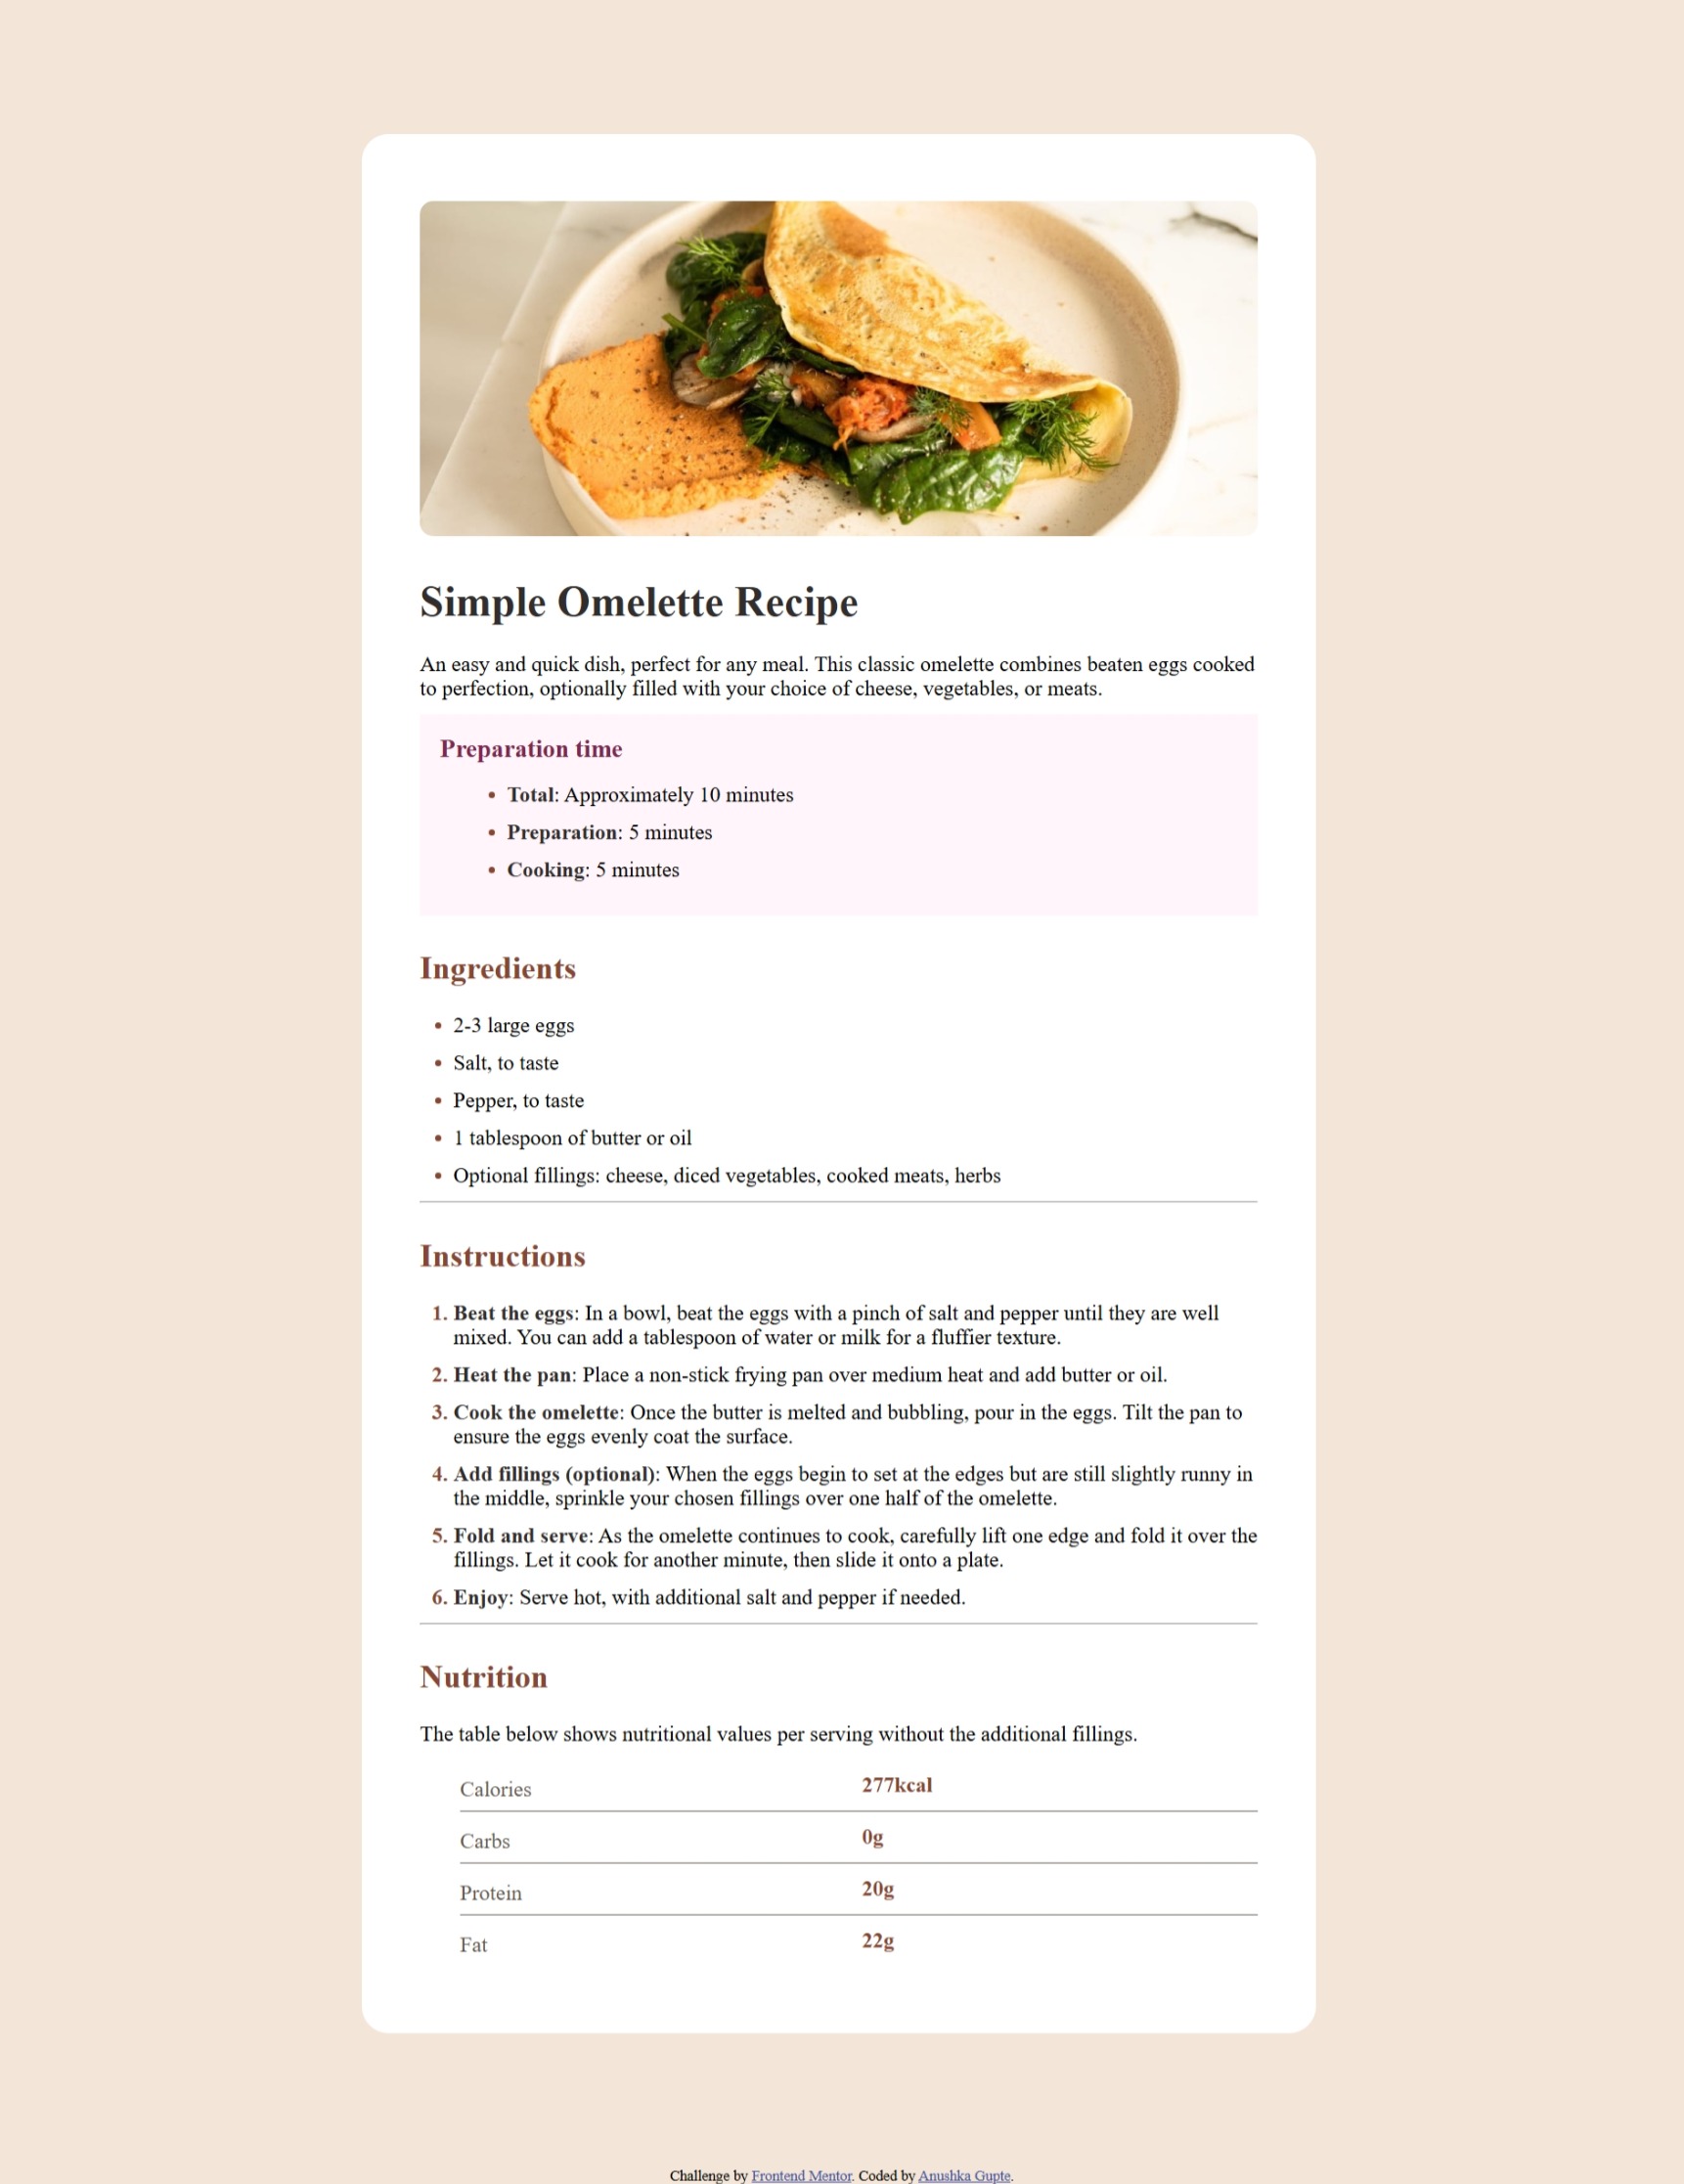 Simple Omelette Recipe
An easy and quick dish, perfect for any meal. This classic omelette combines beaten eggs cooked
to perfection, optionally filled with your choice of cheese, vegetables, or meats.
Preparation time
• Total: Approximately 10 minutes
• Preparation: 5 minutes
• Cooking: 5 minutes
Ingredients
• 2-3 large eggs
• Salt, to taste
• Pepper, to taste
• 1 tablespoon of butter or oil
• Optional fillings: cheese, diced vegetables, cooked meats, herbs
Instructions
1. Beat the eggs: In a bowl, beat the eggs with a pinch of salt and pepper until they are well
mixed. You can add a tablespoon of water or milk for a fluffier texture.
2. Heat the pan: Place a non-stick frying pan over medium heat and add butter or oil.
3. Cook the omelette: Once the butter is melted and bubbling, pour in the eggs. Tilt the pan to
ensure the eggs evenly coat the surface.
4. Add fillings (optional): When the eggs begin to set at the edges but are still slightly runny in
the middle, sprinkle your chosen fillings over one half of the omelette.
5. Fold and serve: As the omelette continues to cook, carefully lift one edge and fold it over the
fillings. Let it cook for another minute, then slide it onto a plate.
6. Enjoy: Serve hot, with additional salt and pepper if needed.
Nutrition
The table below shows nutritional values per serving without the additional fillings.
Calories 277kcal
Carbs 0g
Protein 20g
Fat 22g
Challenge by Frontend Mentor. Coded by Anushka Gupte.